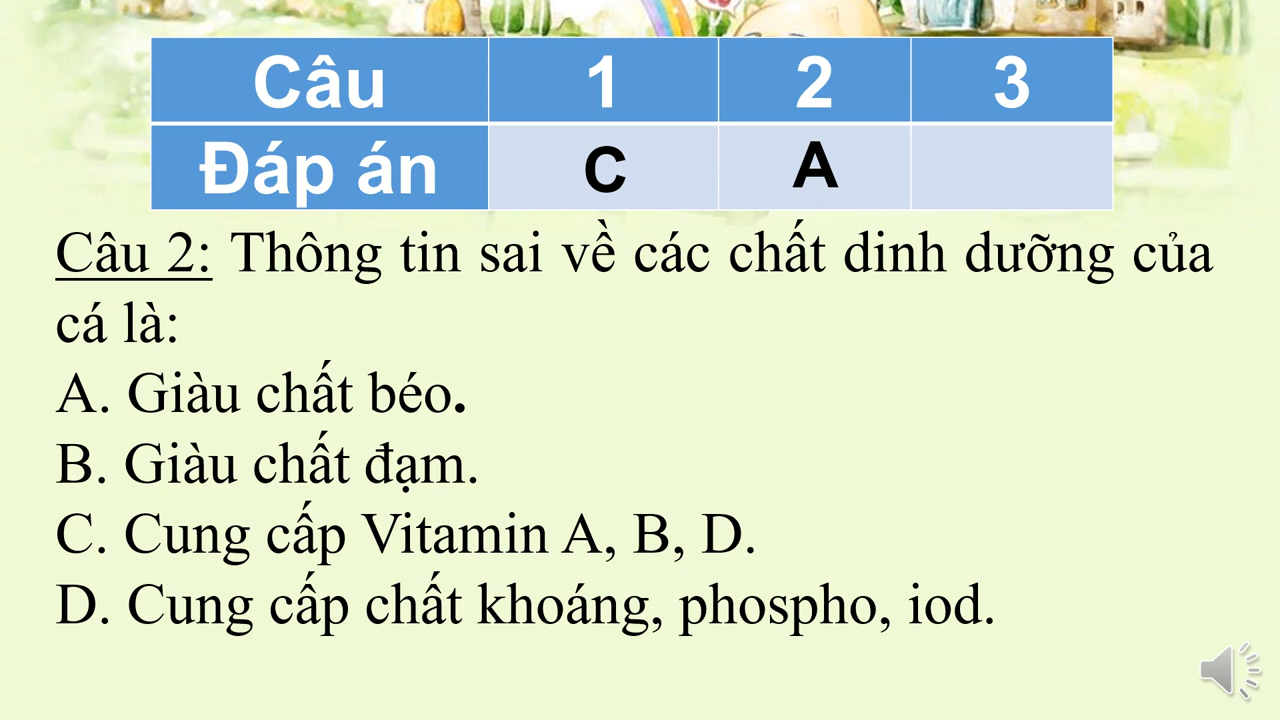 Câu 1 2 3
Đáp án C A
Câu 2: Thông tin sai về các chất dinh dưỡng của
cá là:
A. Giàu chất béo.
B. Giàu chất đạm.
C. Cung cấp Vitamin A, B, D.
D. Cung cấp chất khoáng, phospho, iod.